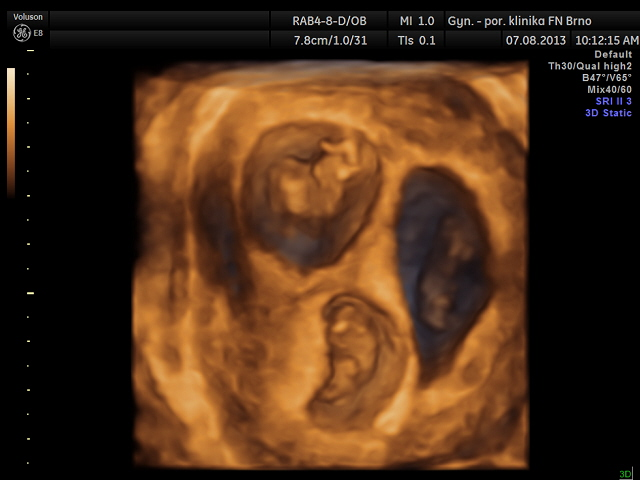 Voluson
GE E8
RAB4-8-D/OB MI 1.0 Gyn. - por. klinika FN Brno
7.8cm/1.0/31 TIs 0.1 07.08.2013 10:12:15 AM
Default
Th30/Qual high2
B47°/V65°
Mix40/60
SRI II 3
3D Static
3D